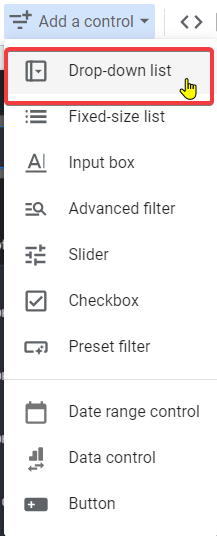 Add a control
Drop-down list
Fixed-size list
Input box
Advanced filter
Slider
Checkbox
Preset filter
Date range control
Data control
Button